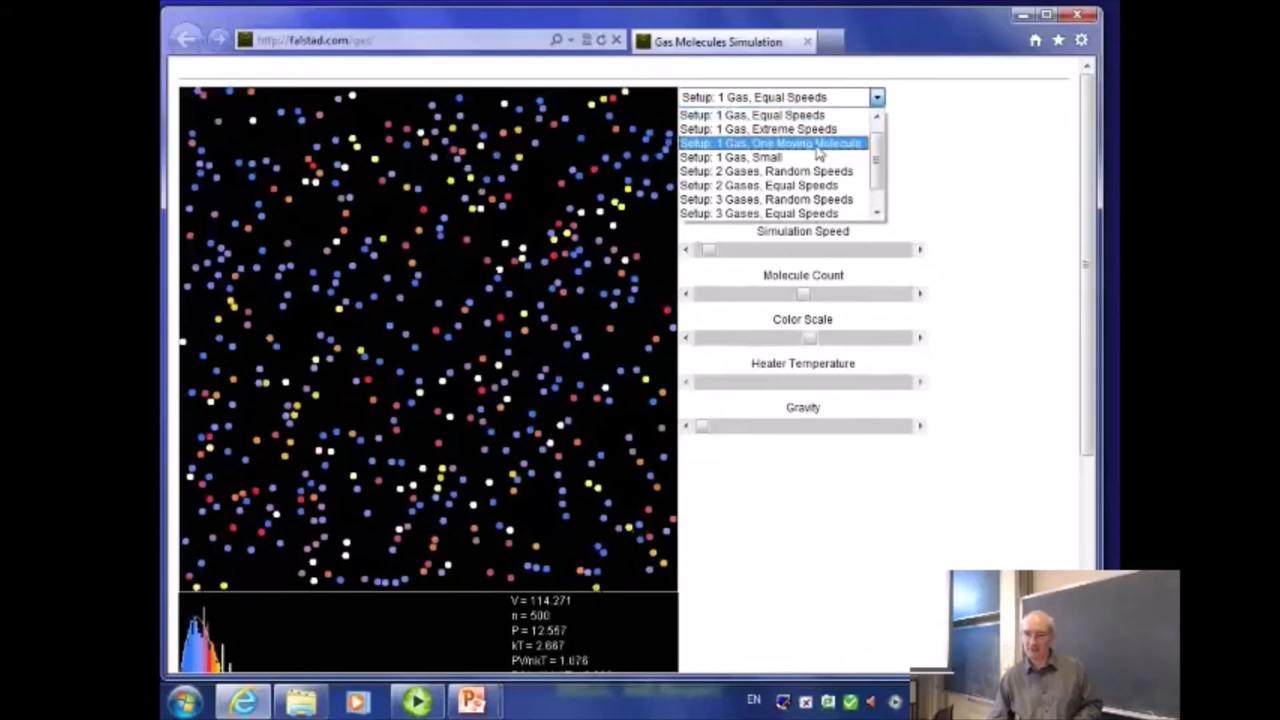 http://falstad.com/gas/
Gas Molecules Simulation
Setup: 1 Gas, Equal Speeds
Setup: 1 Gas, Equal Speeds
Setup: 1 Gas, Extreme Speeds
Setup: 1 Gas, One Moving Molecule
Setup: 1 Gas, Small
Setup: 2 Gases, Random Speeds
Setup: 2 Gases, Equal Speeds
Setup: 3 Gases, Random Speeds
Setup: 3 Gases, Equal Speeds
Simulation Speed
Molecule Count
Color Scale
Heater Temperature
Gravity
V = 114.271
n = 500
P = 12.557
kT = 2.667
PV/nkT = 1.076
EN